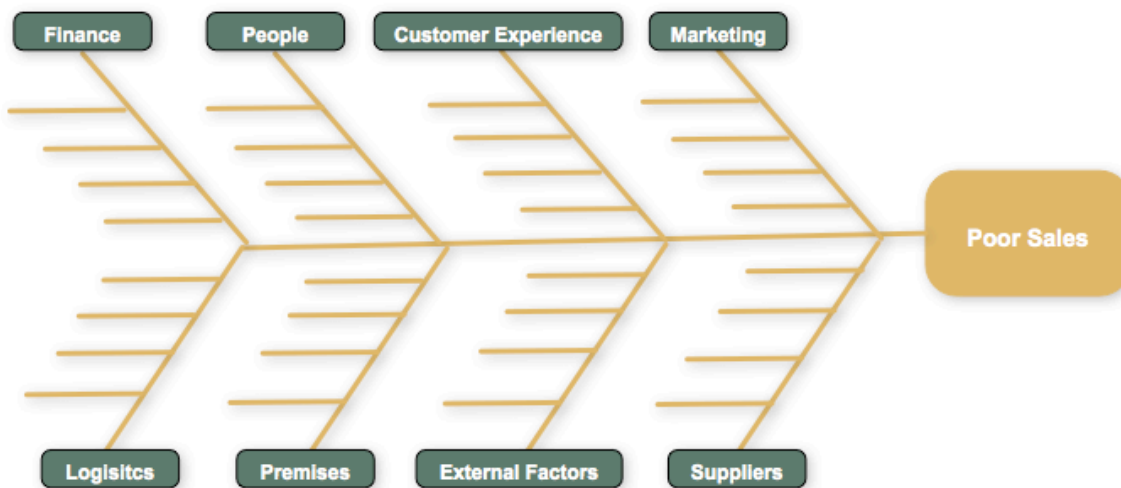 Finance
People
Customer Experience
Marketing
Poor Sales
Logisitcs
Premises
External Factors
Suppliers